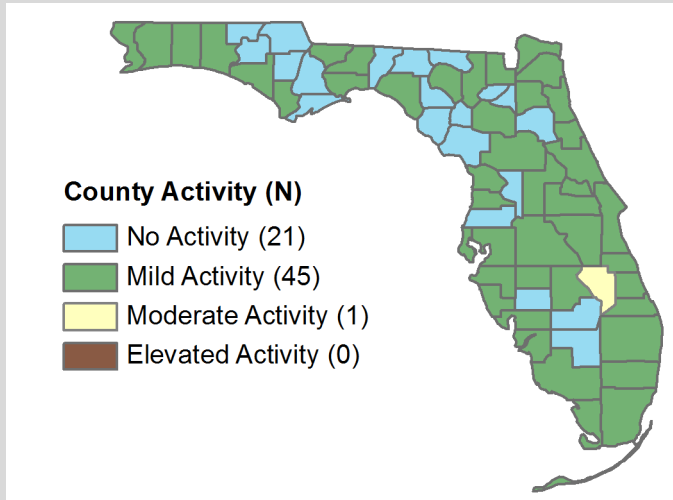 County Activity (N)
No Activity (21)
Mild Activity (45)
Moderate Activity (1)
Elevated Activity (0)